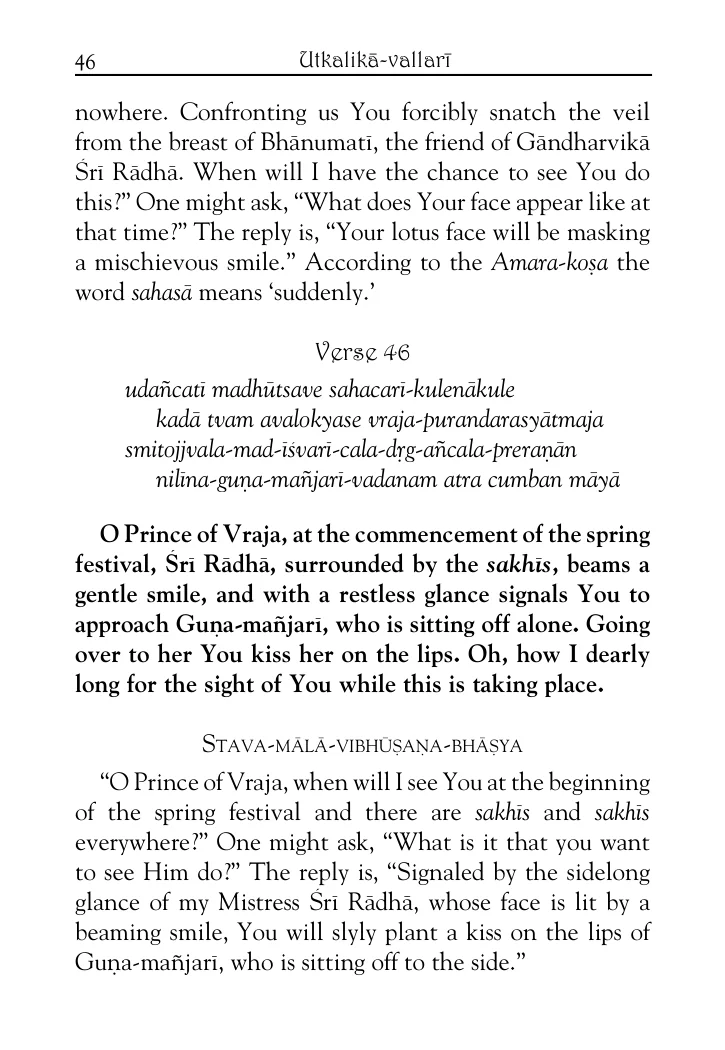 46 Utkalikā-vallarī
nowhere. Confronting us You forcibly snatch the veil
from the breast of Bhānumatī, the friend of Gāndharvikā
Śrī Rādhā. When will I have the chance to see You do
this?” One might ask, “What does Your face appear like at
that time?” The reply is, “Your lotus face will be masking
a mischievous smile.” According to the Amara-koṣa the
word sahasā means ‘suddenly.’
Verse 46
udañcatī madhūtsave sahacarī-kulenākule
kadā tvam avalokyase vraja-purandarasyātmaja
smitojjvala-mad-īśvarī-cala-dṛg-añcala-preraṇān
nilīna-guṇa-mañjarī-vadanam atra cumban māyā
O Prince of Vraja, at the commencement of the spring
festival, Śrī Rādhā, surrounded by the sakhīs, beams a
gentle smile, and with a restless glance signals You to
approach Guṇa-mañjarī, who is sitting off alone. Going
over to her You kiss her on the lips. Oh, how I dearly
long for the sight of You while this is taking place.
Stava-mālā-vibhūṣaṇa-bhāṣya
“O Prince of Vraja, when will I see You at the beginning
of the spring festival and there are sakhīs and sakhīs
everywhere?” One might ask, “What is it that you want
to see Him do?” The reply is, “Signaled by the sidelong
glance of my Mistress Śrī Rādhā, whose face is lit by a
beaming smile, You will slyly plant a kiss on the lips of
Guṇa-mañjarī, who is sitting off to the side.”